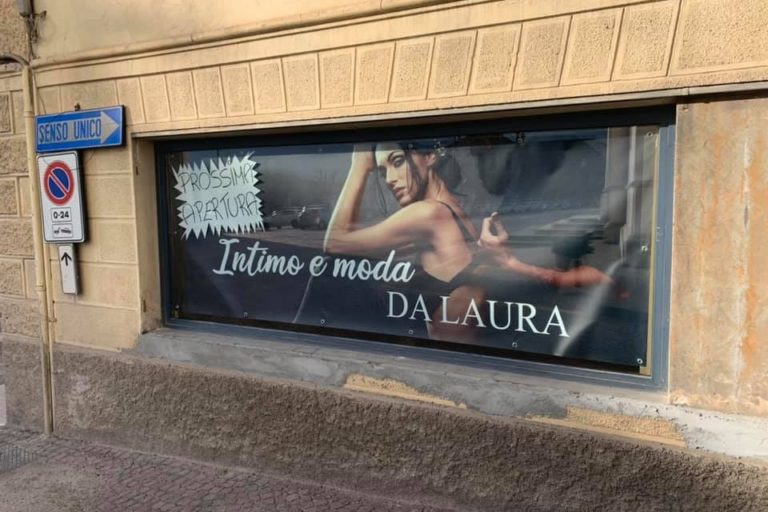 SENSO UNICO
0-24
PROSSIMA
APERTURA
Intimo e moda
DA LAURA